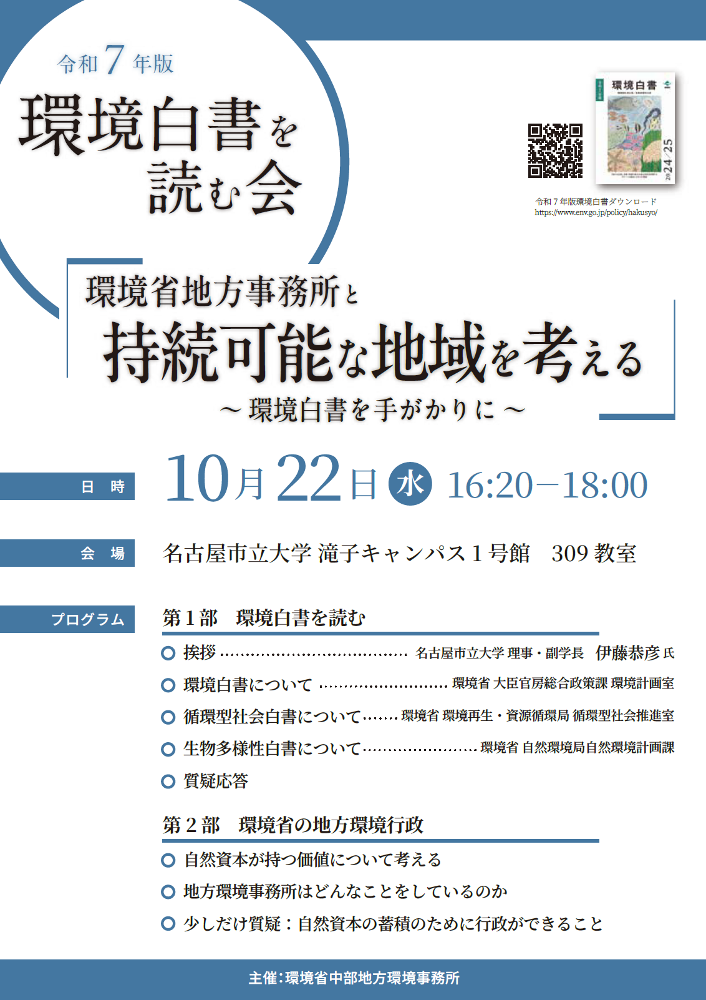 令和7年版
環境白書を
読む会
環境白書
2024/25
令和7年版環境白書ダウンロード
https://www.env.go.jp/policy/hakusyo/
環境省地方事務所と
持続可能な地域を考える
～環境白書を手がかりに～
日　時
10月22日 水 16:20－18:00
会　場
名古屋市立大学 滝子キャンパス1号館　309教室
プログラム
第1部　環境白書を読む
挨拶 名古屋市立大学 理事・副学長 伊藤恭彦 氏
環境白書について 環境省 大臣官房総合政策課 環境計画室
循環型社会白書について 環境省 環境再生・資源循環局 循環型社会推進室
生物多様性白書について 環境省 自然環境局自然環境計画課
質疑応答
第2部　環境省の地方環境行政
自然資本が持つ価値について考える
地方環境事務所はどんなことをしているのか
少しだけ質疑：自然資本の蓄積のために行政ができること
主催：環境省中部地方環境事務所